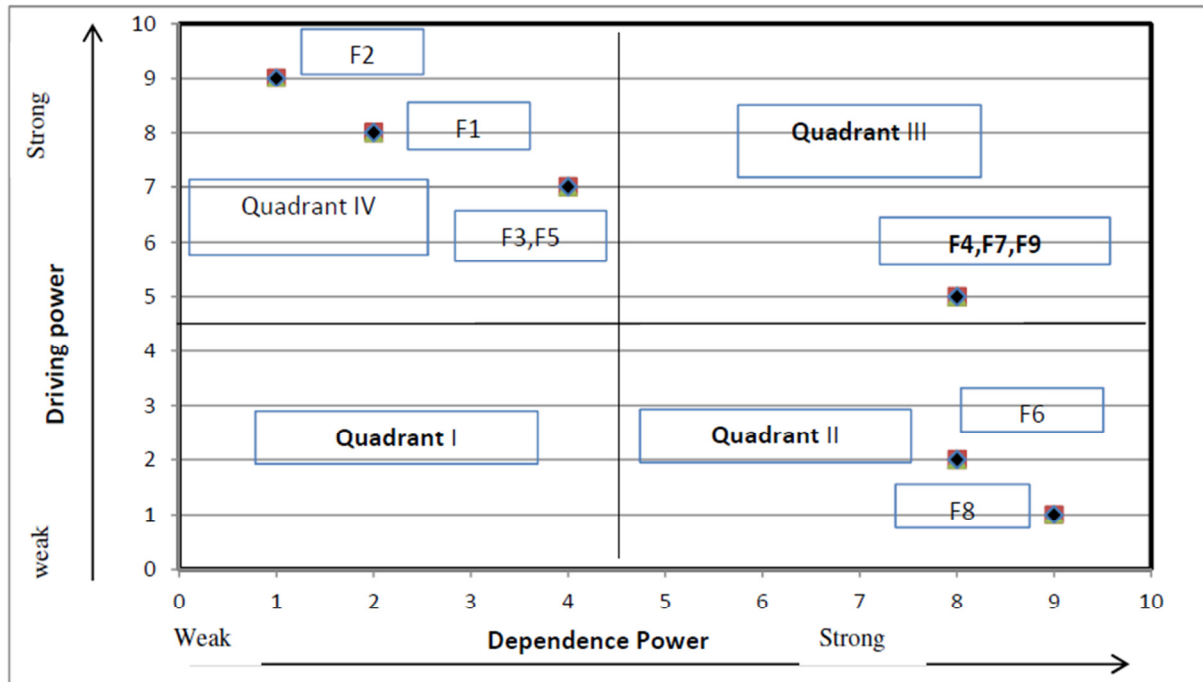 10
F2
9
Strong
F1
8
Quadrant III
7
Quadrant IV
F3,F5
6
F4,F7,F9
5
Driving power
4
3
F6
Quadrant I
Quadrant II
2
F8
1
weak
0
0 1 2 3 4 5 6 7 8 9 10
Weak Dependence Power Strong